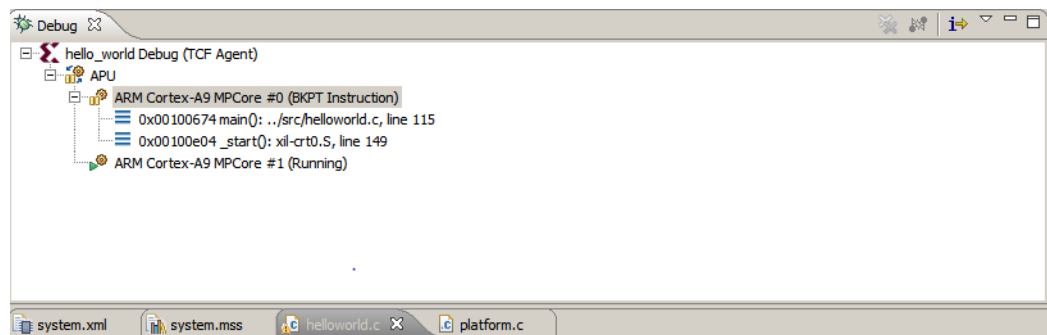 Debug
hello_world Debug (TCF Agent)
APU
ARM Cortex-A9 MPCore #0 (BKPT Instruction)
0x00100674 main(): ../src/helloworld.c, line 115
0x00100e04 _start(): xil-crt0.S, line 149
ARM Cortex-A9 MPCore #1 (Running)
system.xml system.mss helloworld.c platform.c